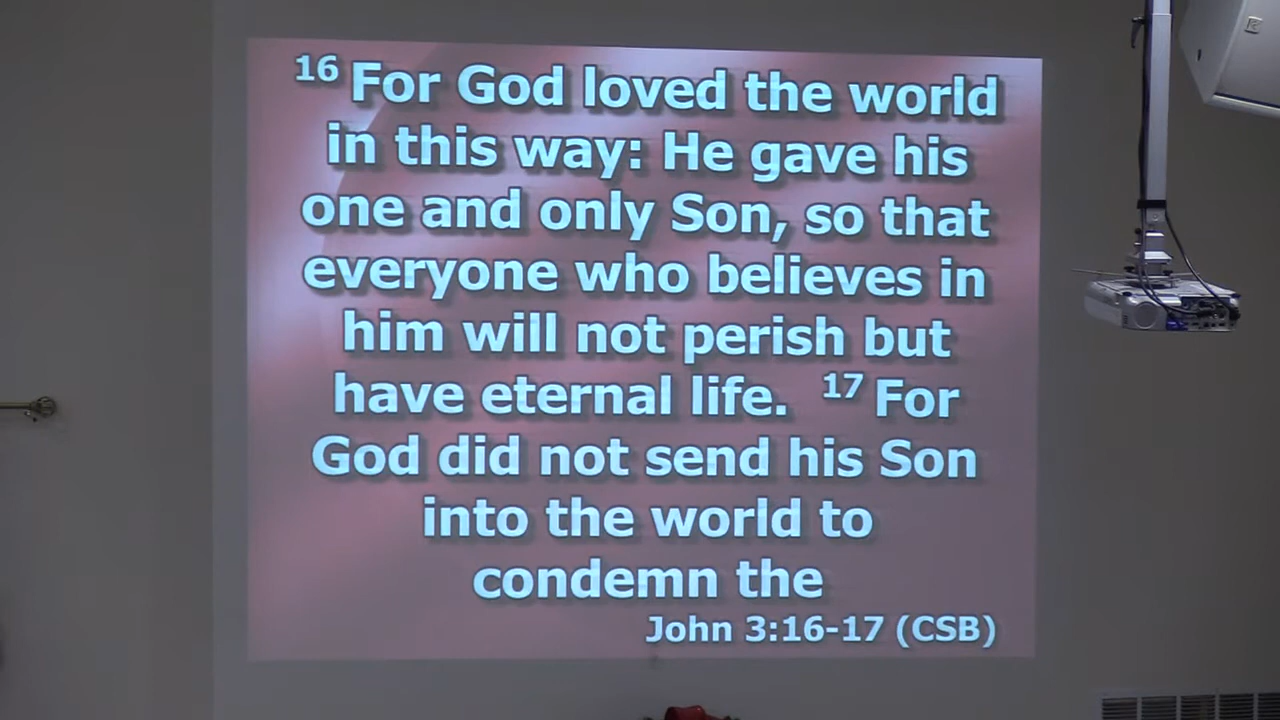 16 For God loved the world
in this way: He gave his
one and only Son, so that
everyone who believes in
him will not perish but
have eternal life. 17 For
God did not send his Son
into the world to
condemn the
John 3:16-17 (CSB)